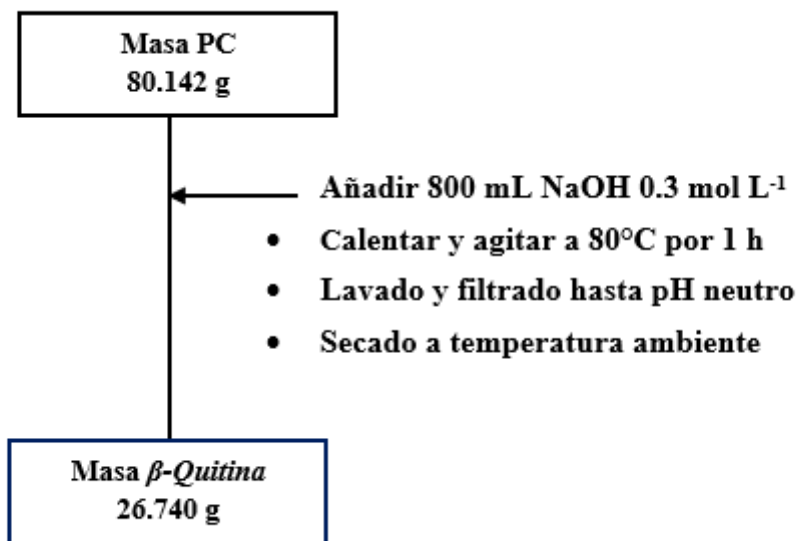 Masa PC
80.142 g
Añadir 800 mL NaOH 0.3 mol L⁻¹
• Calentar y agitar a 80°C por 1 h
• Lavado y filtrado hasta pH neutro
• Secado a temperatura ambiente
Masa β-Quitina
26.740 g